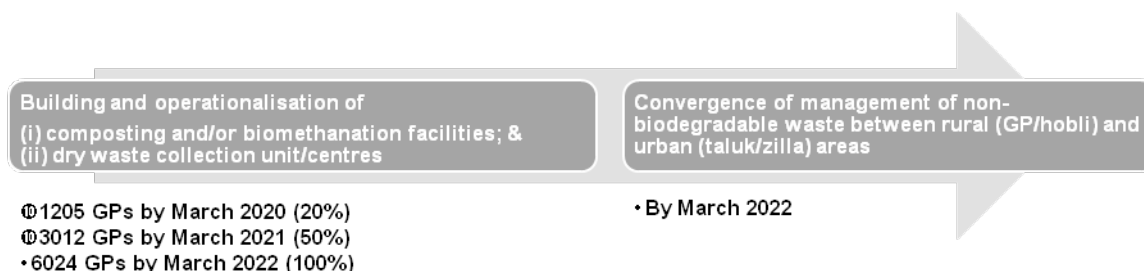 Building and operationalisation of
(i) composting and/or biomethanation facilities; &
(ii) dry waste collection unit/centres
Convergence of management of non-
biodegradable waste between rural (GP/hobli) and
urban (taluk/zilla) areas
⓾1205 GPs by March 2020 (20%)
⓾3012 GPs by March 2021 (50%)
•6024 GPs by March 2022 (100%)
• By March 2022